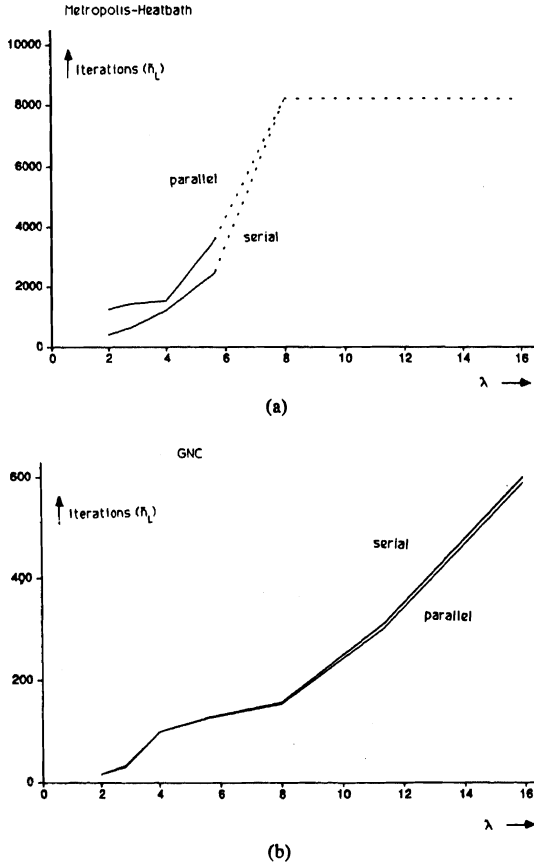 Metropolis-Heatbath
10000
Iterations (n̄L)
8000
parallel
6000
4000
serial
2000
0
0 2 4 6 8 10 12 14 16
λ
(a)
GNC
600
Iterations (n̄L)
serial
400
parallel
200
0
0 2 4 6 8 10 12 14 16
λ
(b)